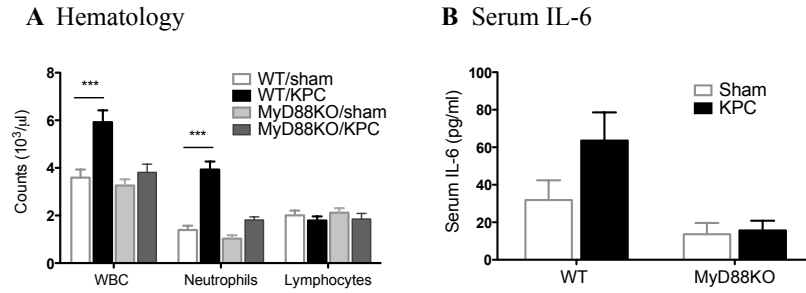 A Hematology
8
6
4
2
0
Counts (10³/µl)
***
***
WT/sham
WT/KPC
MyD88KO/sham
MyD88KO/KPC
WBC
Neutrophils
Lymphocytes
B Serum IL-6
100
80
60
40
20
0
Serum IL-6 (pg/ml)
Sham
KPC
WT
MyD88KO